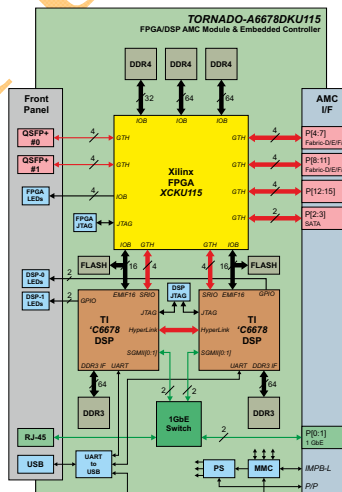 TORNADO-A6678DKU115
FPGA/DSP AMC Module & Embedded Controller
DDR4
DDR4
DDR4
Front
Panel
AMC
I/F
32
64
64
IOB
IOB
IOB
QSFP+
#0
4
GTH
GTH
4
P[4:7]
Fabric-D/E/F
QSFP+
#1
4
GTH
GTH
4
P[8:11]
Fabric-D/E/F
Xilinx
FPGA
XCKU115
FPGA
LEDs
4
IOB
GTH
4
P[12:15]
FPGA
JTAG
JTAG
GTH
2
P[2:3]
SATA
IOB
GTH
GTH
IOB
FLASH
16
4
4
16
FLASH
DSP-0
LEDs
2
DSP-1
LEDs
2
GPIO
EMIF16
SRIO
DSP
JTAG
SRIO
EMIF16
GPIO
JTAG
JTAG
TI
'C6678
DSP
HyperLink
HyperLink
TI
'C6678
DSP
SGMII[0:1]
SGMII[0:1]
DDR3 IF
UART
UART
DDR3 IF
64
2
2
64
DDR3
DDR3
RJ-45
1GbE
Switch
2
P[0:1]
1 GbE
USB
UART
to
USB
PS
MMC
IMPB-L
P/P